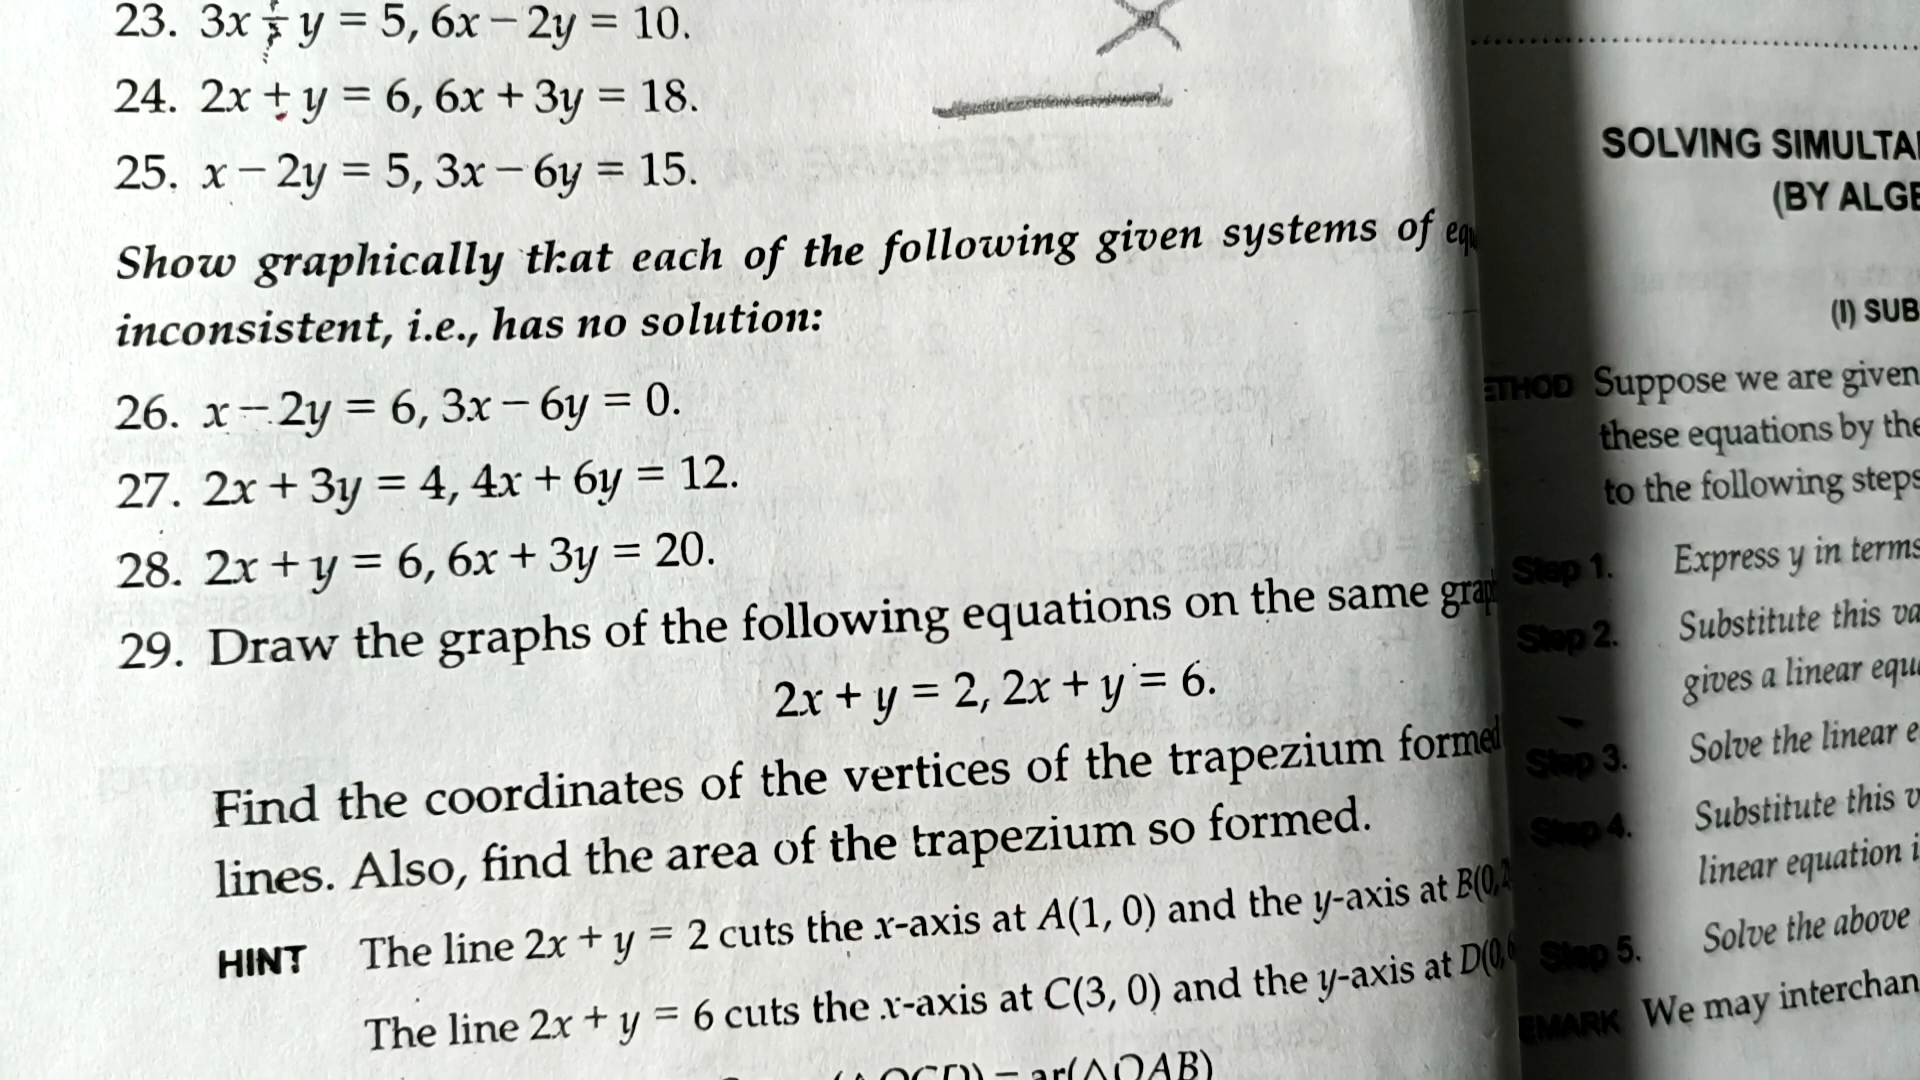 23. 3x y = 5, 6x − 2y = 10.
24. 2x + y = 6, 6x + 3y = 18.
25. x − 2y = 5, 3x − 6y = 15.
Show graphically that each of the following given systems of
inconsistent, i.e., has no solution:
26. x − 2y = 6, 3x − 6y = 0.
27. 2x + 3y = 4, 4x + 6y = 12.
28. 2x + y = 6, 6x + 3y = 20.
29. Draw the graphs of the following equations on the same
2x + y = 2, 2x + y = 6.
Find the coordinates of the vertices of the trapezium formed
lines. Also, find the area of the trapezium so formed.
HINT The line 2x + y = 2 cuts the x-axis at A(1, 0) and the y-axis at B(0, 2
The line 2x + y = 6 cuts the x-axis at C(3, 0) and the y-axis at D(0, 6
OCD) − ar(△OAB)
SOLVING
(BY
(I)
Suppose we are given
these equations by the
to the following steps
Step 1. Express y in terms
Step 2. Substitute this
gives a linear
Step 3. Solve the linear
Step 4. Substitute this
linear equation
Step 5. Solve the above
We may